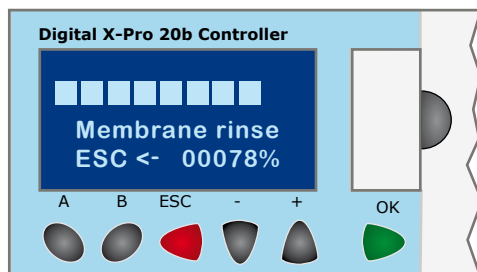 Digital X-Pro 20b Controller
Membrane rinse
ESC <- 00078%
A B ESC - +
OK